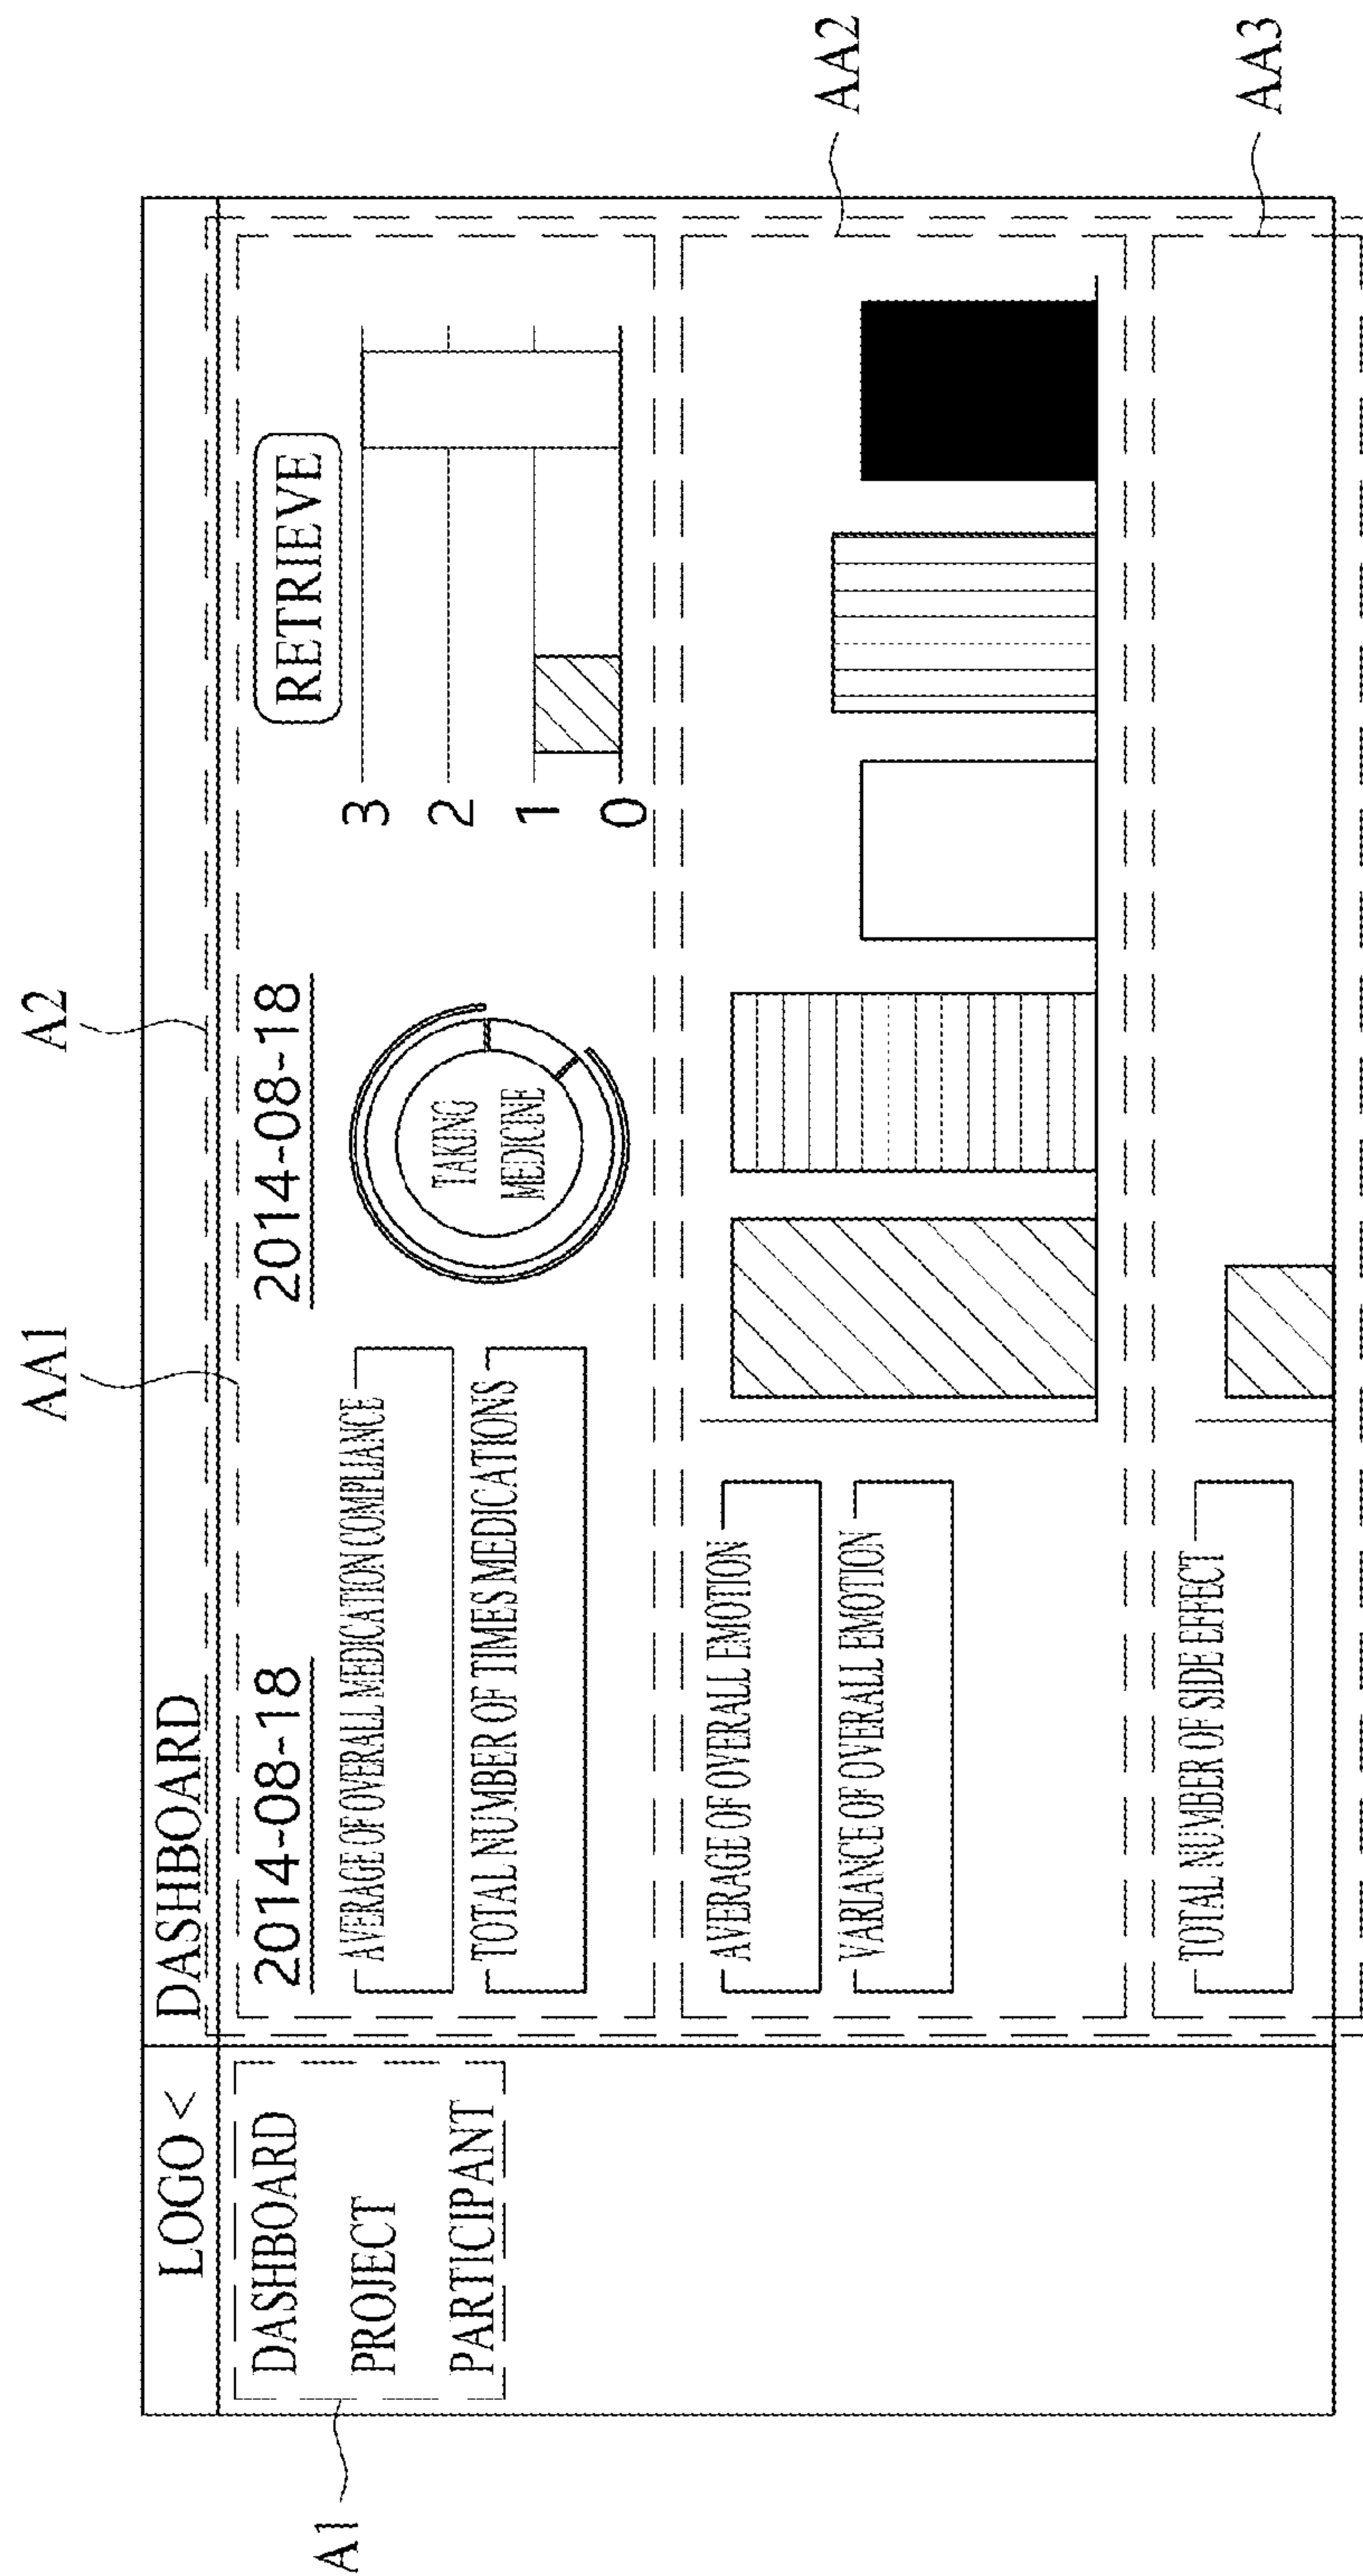 AA1
A2
LOGO <
DASHBOARD
A1
DASHBOARD
PROJECT
PARTICIPANT
2014-08-18
2014-08-18
RETRIEVE
AVERAGE OF OVERALL MEDICATION COMPLIANCE
TOTAL NUMBER OF TIMES MEDICATIONS
TAKING
MEDICINE
3
2
1
0
AVERAGE OF OVERALL EMOTION
VARIANCE OF OVERALL EMOTION
AA2
TOTAL NUMBER OF SIDE EFFECT
AA3